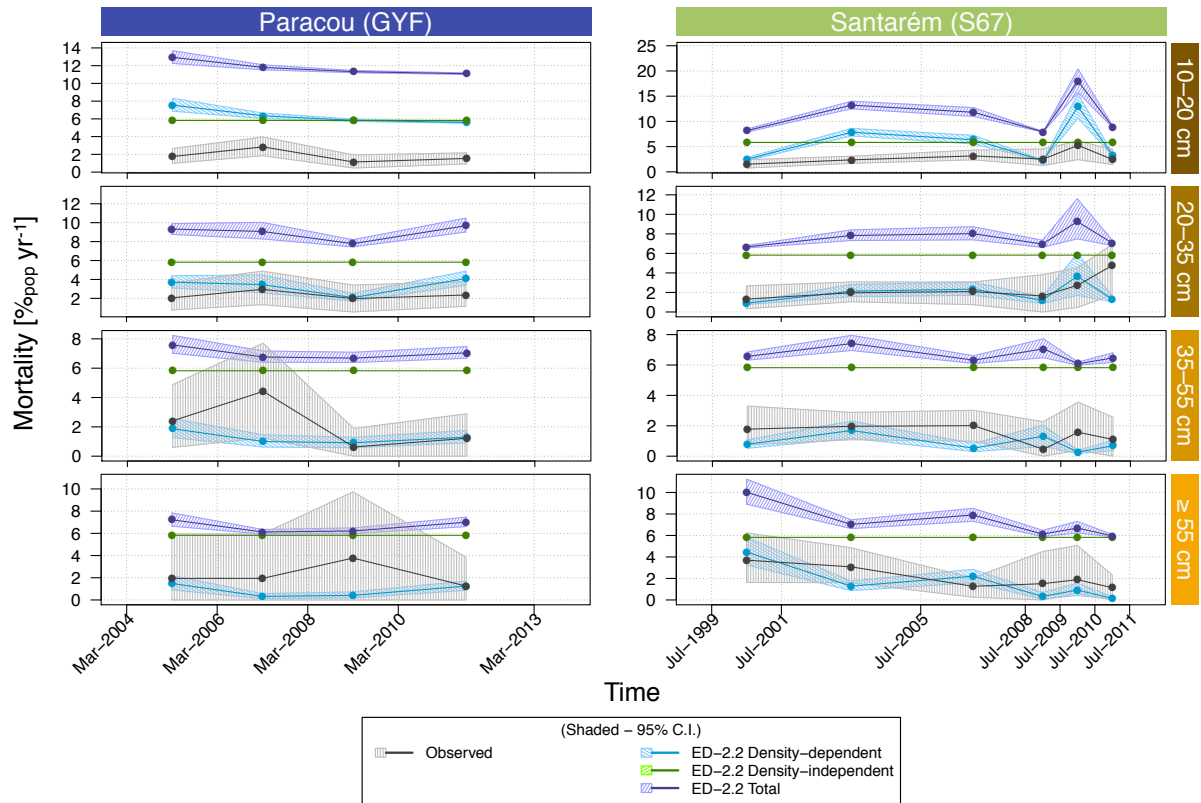 Paracou (GYF)
Santarém (S67)
Mortality [%pop yr-1]
14
12
10
8
6
4
2
0
25
20
15
10
5
0
10−20 cm
12
10
8
6
4
2
12
10
8
6
4
2
0
20−35 cm
8
6
4
2
0
8
6
4
2
0
35−55 cm
10
8
6
4
2
0
10
8
6
4
2
0
≥ 55 cm
Mar−2004
Mar−2006
Mar−2008
Mar−2010
Mar−2013
Jul−1999
Jul−2001
Jul−2005
Jul−2008
Jul−2009
Jul−2010
Jul−2011
Time
(Shaded − 95% C.I.)
Observed
ED−2.2 Density−dependent
ED−2.2 Density−independent
ED−2.2 Total